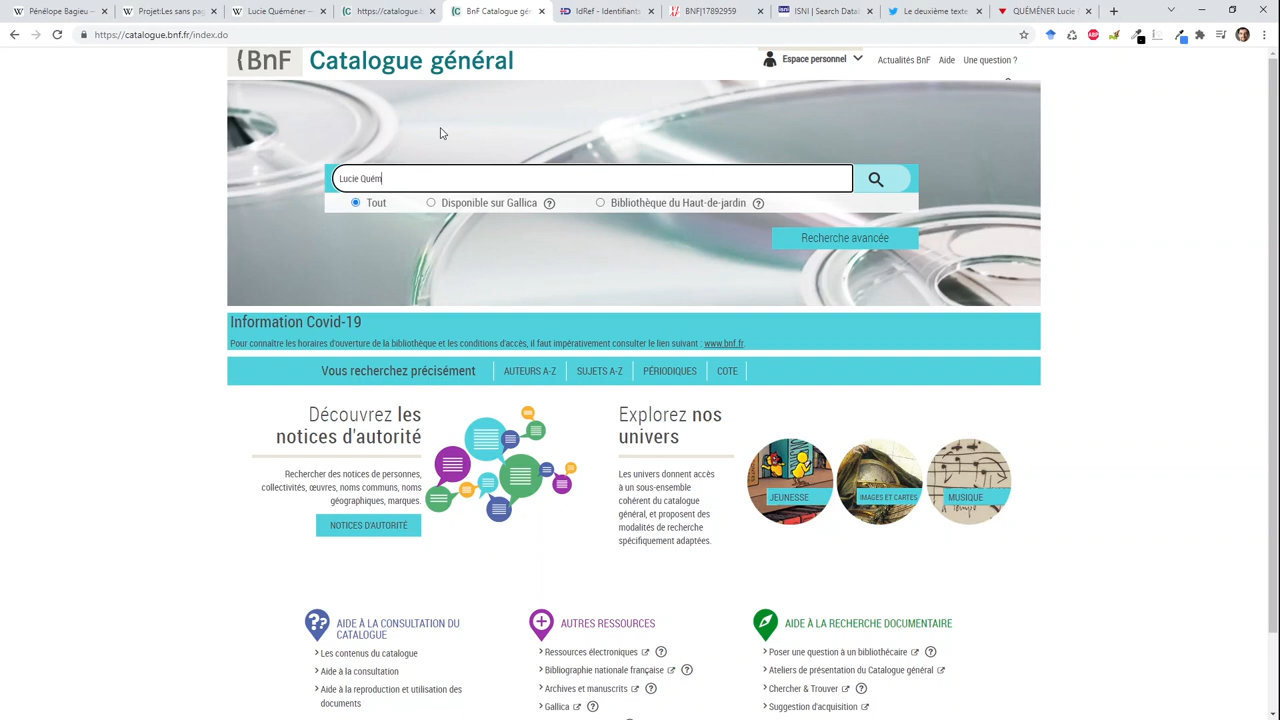 Pénélope Bagieu –
Projet:Les sans pag
Lucie Quéméner –
BnF Catalogue gé
IdRef - Identifiants
BNF|17892959
ISNI | Search Datab
Le deuxième texte
QUÉMÉNER Lucie
https://catalogue.bnf.fr/index.do
BnF Catalogue général
Espace personnel
Actualités BnF Aide Une question ?
Lucie Quém
Tout Disponible sur Gallica ? Bibliothèque du Haut-de-jardin ?
Recherche avancée
Information Covid-19
Pour connaître les horaires d'ouverture de la bibliothèque et les conditions d'accès, il faut impérativement consulter le lien suivant : www.bnf.fr.
Vous recherchez précisément AUTEURS A-Z SUJETS A-Z PÉRIODIQUES COTE
Découvrez les
notices d'autorité
Rechercher des notices de personnes,
collectivités, œuvres, noms communs, noms
géographiques, marques.
NOTICES D'AUTORITÉ
Explorez nos
univers
Les univers donnent accès
à un sous-ensemble
cohérent du catalogue
général, et proposent des
modalités de recherche
spécifiquement adaptées.
JEUNESSE
IMAGES ET CARTES
MUSIQUE
AIDE À LA CONSULTATION DU
CATALOGUE
Les contenus du catalogue
Aide à la consultation
Aide à la reproduction et utilisation des
documents
AUTRES RESSOURCES
Ressources électroniques ?
Bibliographie nationale française ?
Archives et manuscrits ?
Gallica ?
AIDE À LA RECHERCHE DOCUMENTAIRE
Poser une question à un bibliothécaire ?
Ateliers de présentation du Catalogue général
Chercher & Trouver ?
Suggestion d'acquisition